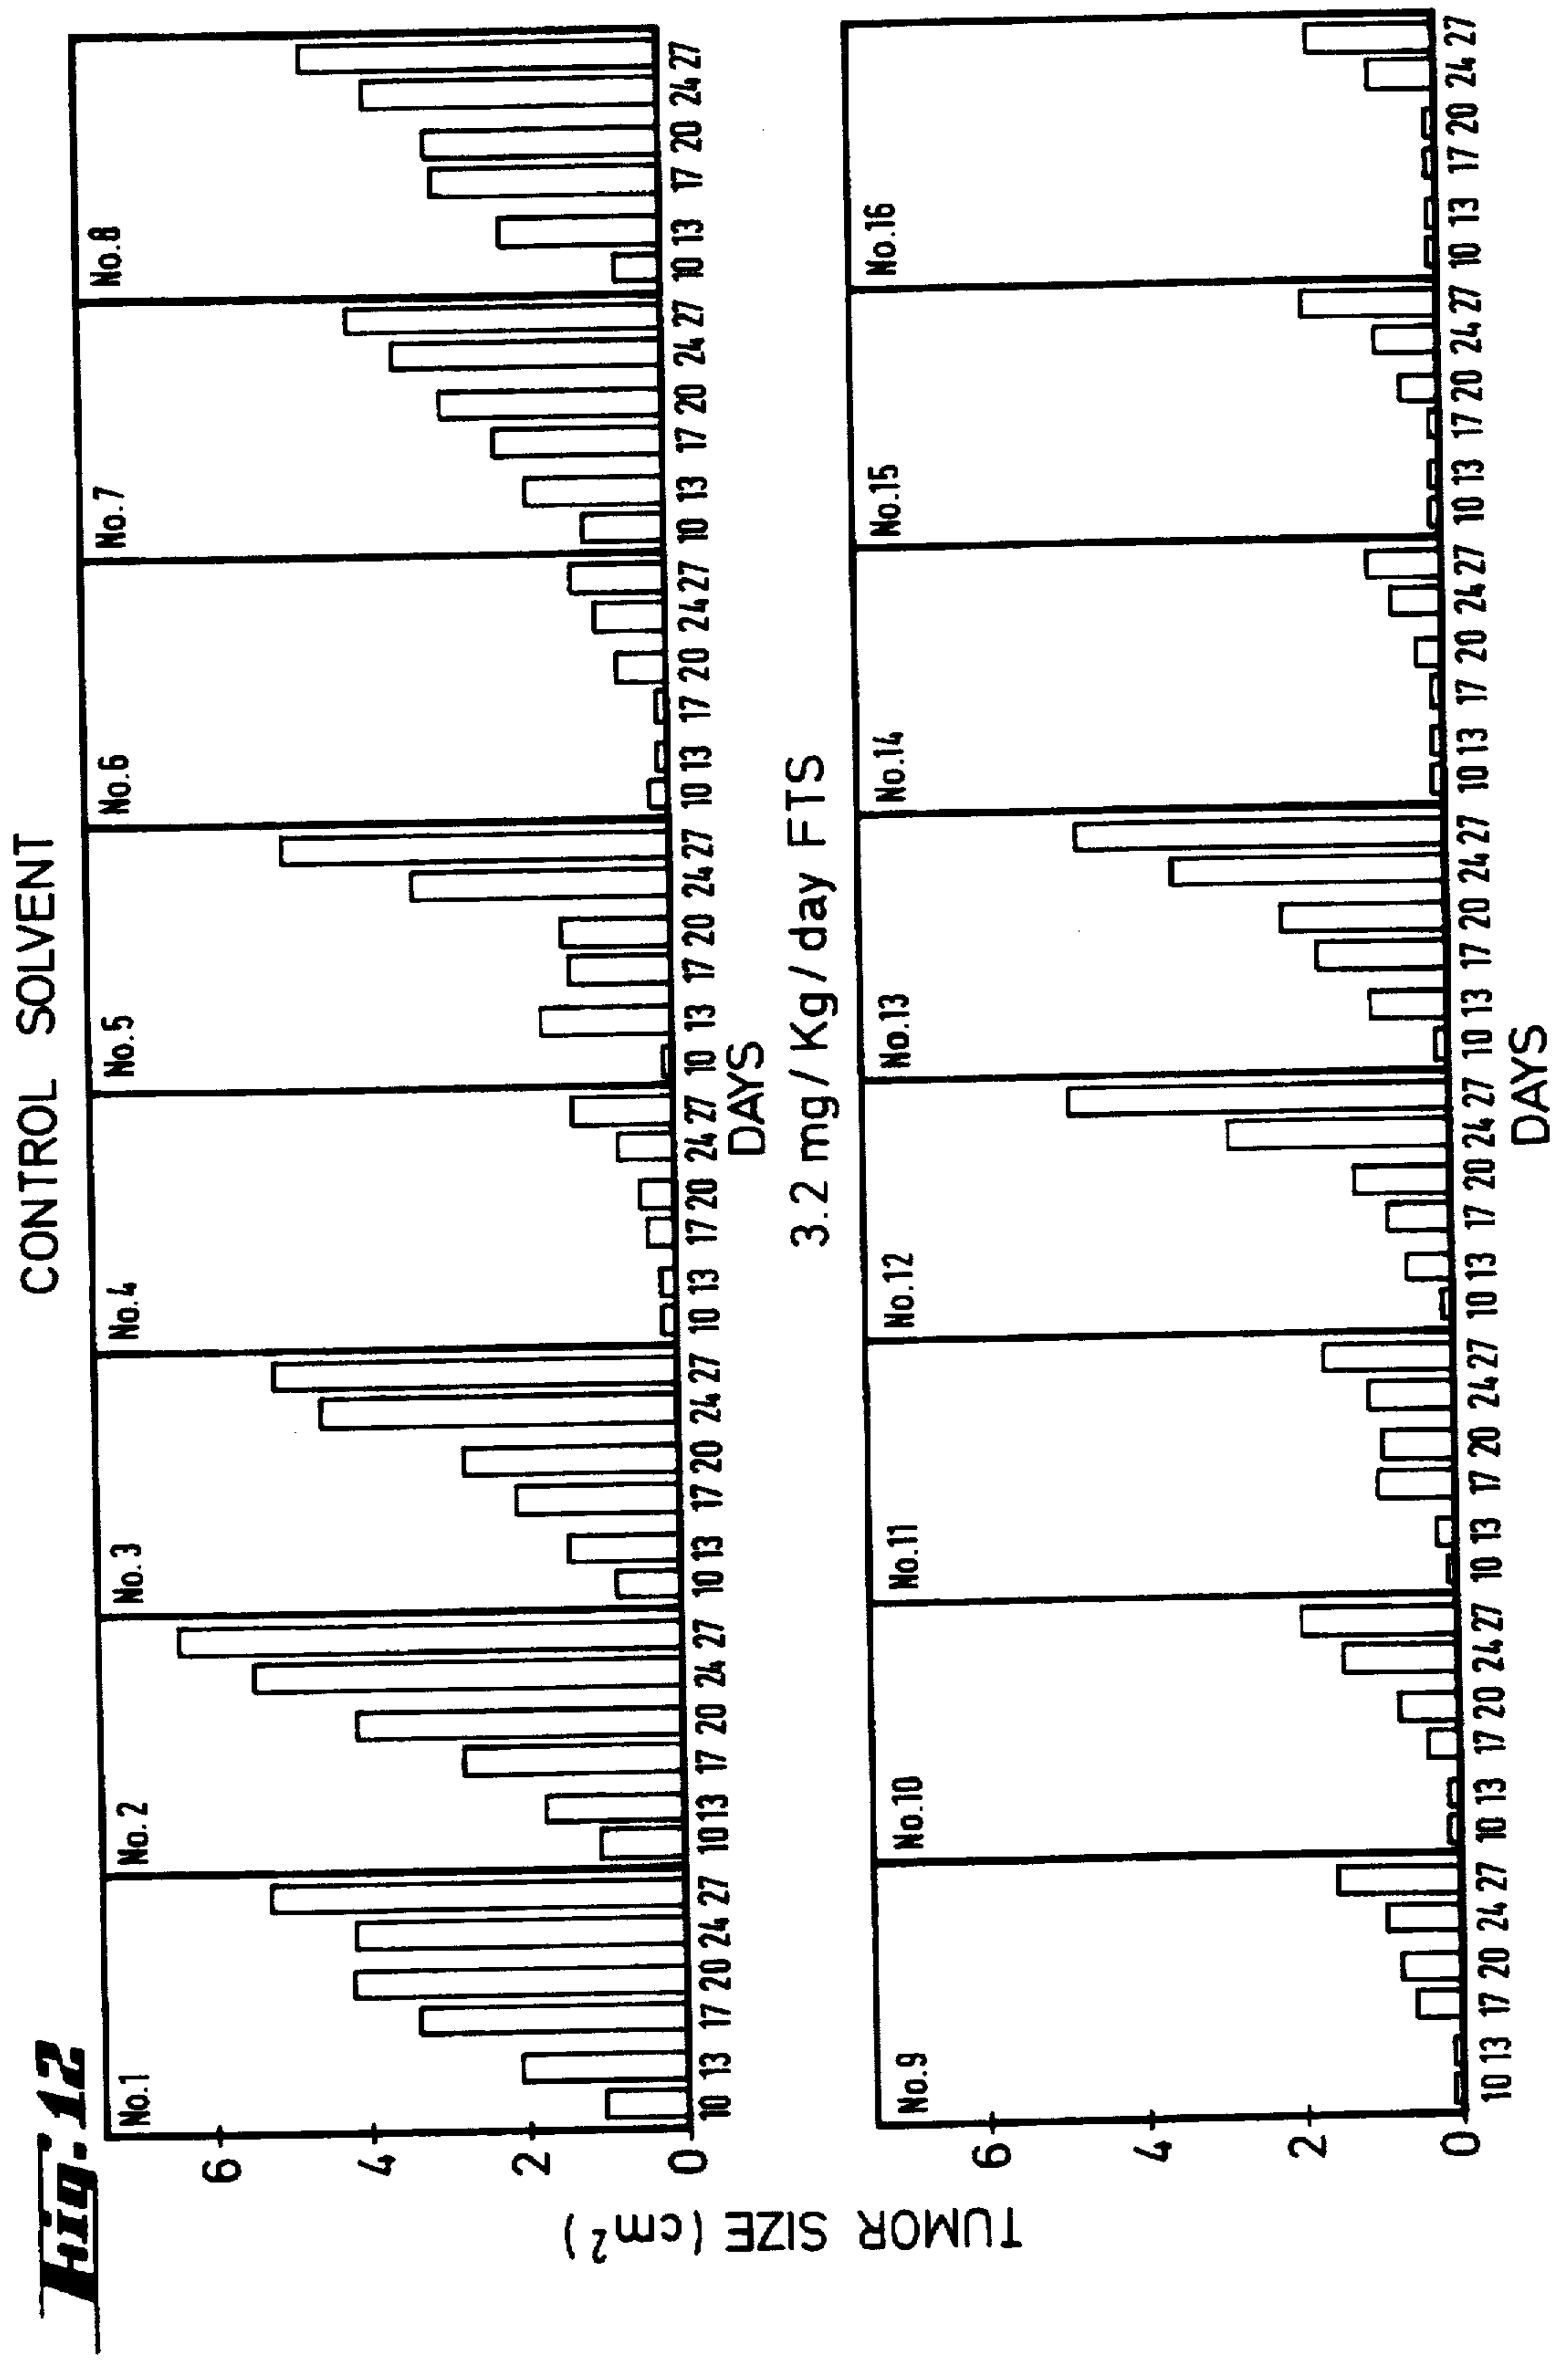 Fig. 12
CONTROL SOLVENT
No.1 No.2 No.3 No.4 No.5 No.6 No.7 No.8
6
4
2
0
10 13 17 20 24 27 10 13 17 20 24 27 10 13 17 20 24 27 10 13 17 20 24 27 10 13 17 20 24 27 10 13 17 20 24 27 10 13 17 20 24 27 10 13 17 20 24 27
DAYS
TUMOR SIZE (cm²)
3.2 mg/Kg/day FTS
No.9 No.10 No.11 No.12 No.13 No.14 No.15 No.16
6
4
2
0
10 13 17 20 24 27 10 13 17 20 24 27 10 13 17 20 24 27 10 13 17 20 24 27 10 13 17 20 24 27 10 13 17 20 24 27 10 13 17 20 24 27 10 13 17 20 24 27
DAYS